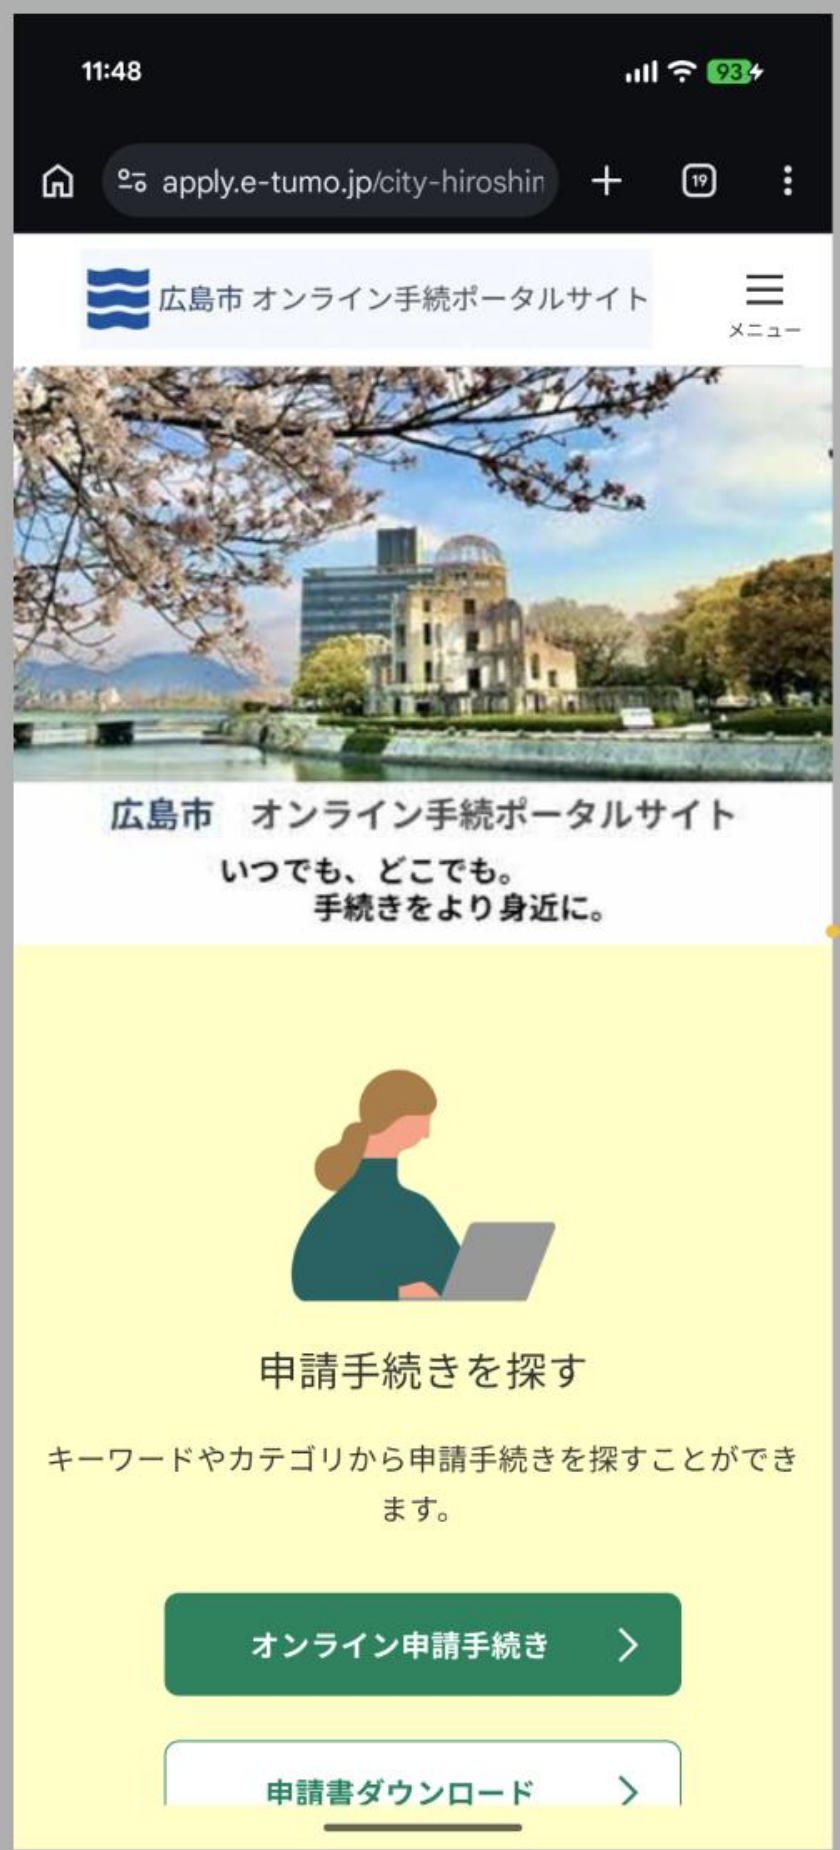 11:48
93
apply.e-tumo.jp/city-hiroshin
19
広島市 オンライン手続ポータルサイト
メニュー
広島市 オンライン手続ポータルサイト
いつでも、どこでも。
手続きをより身近に。
申請手続きを探す
キーワードやカテゴリから申請手続きを探すことができ
ます。
オンライン申請手続き
申請書ダウンロード